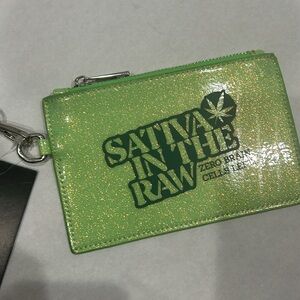 SATIVA
IN THE
RAW
ZERO BRAIN
CELLS LEFT